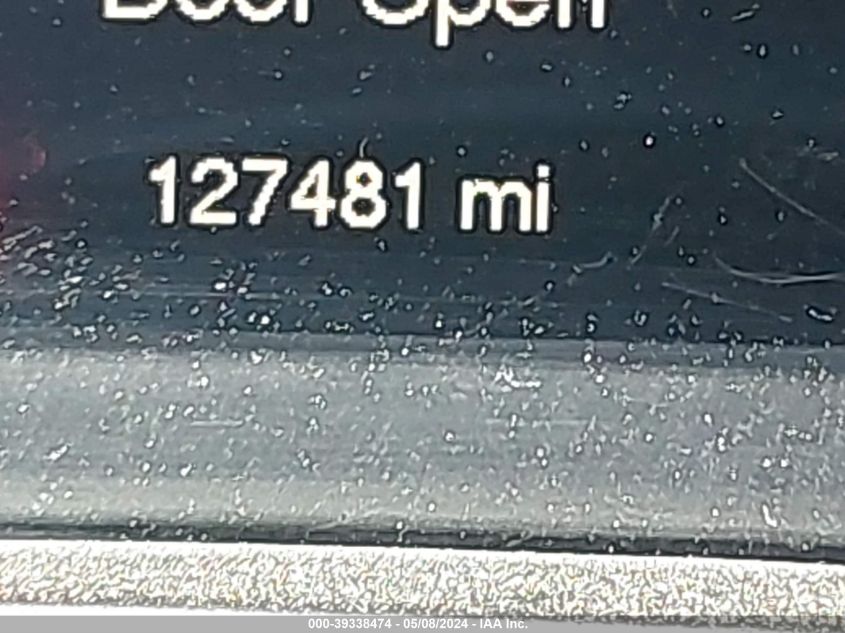 Door Open
127481 mi
000-39338474 - 05/08/2024 - IAA Inc.